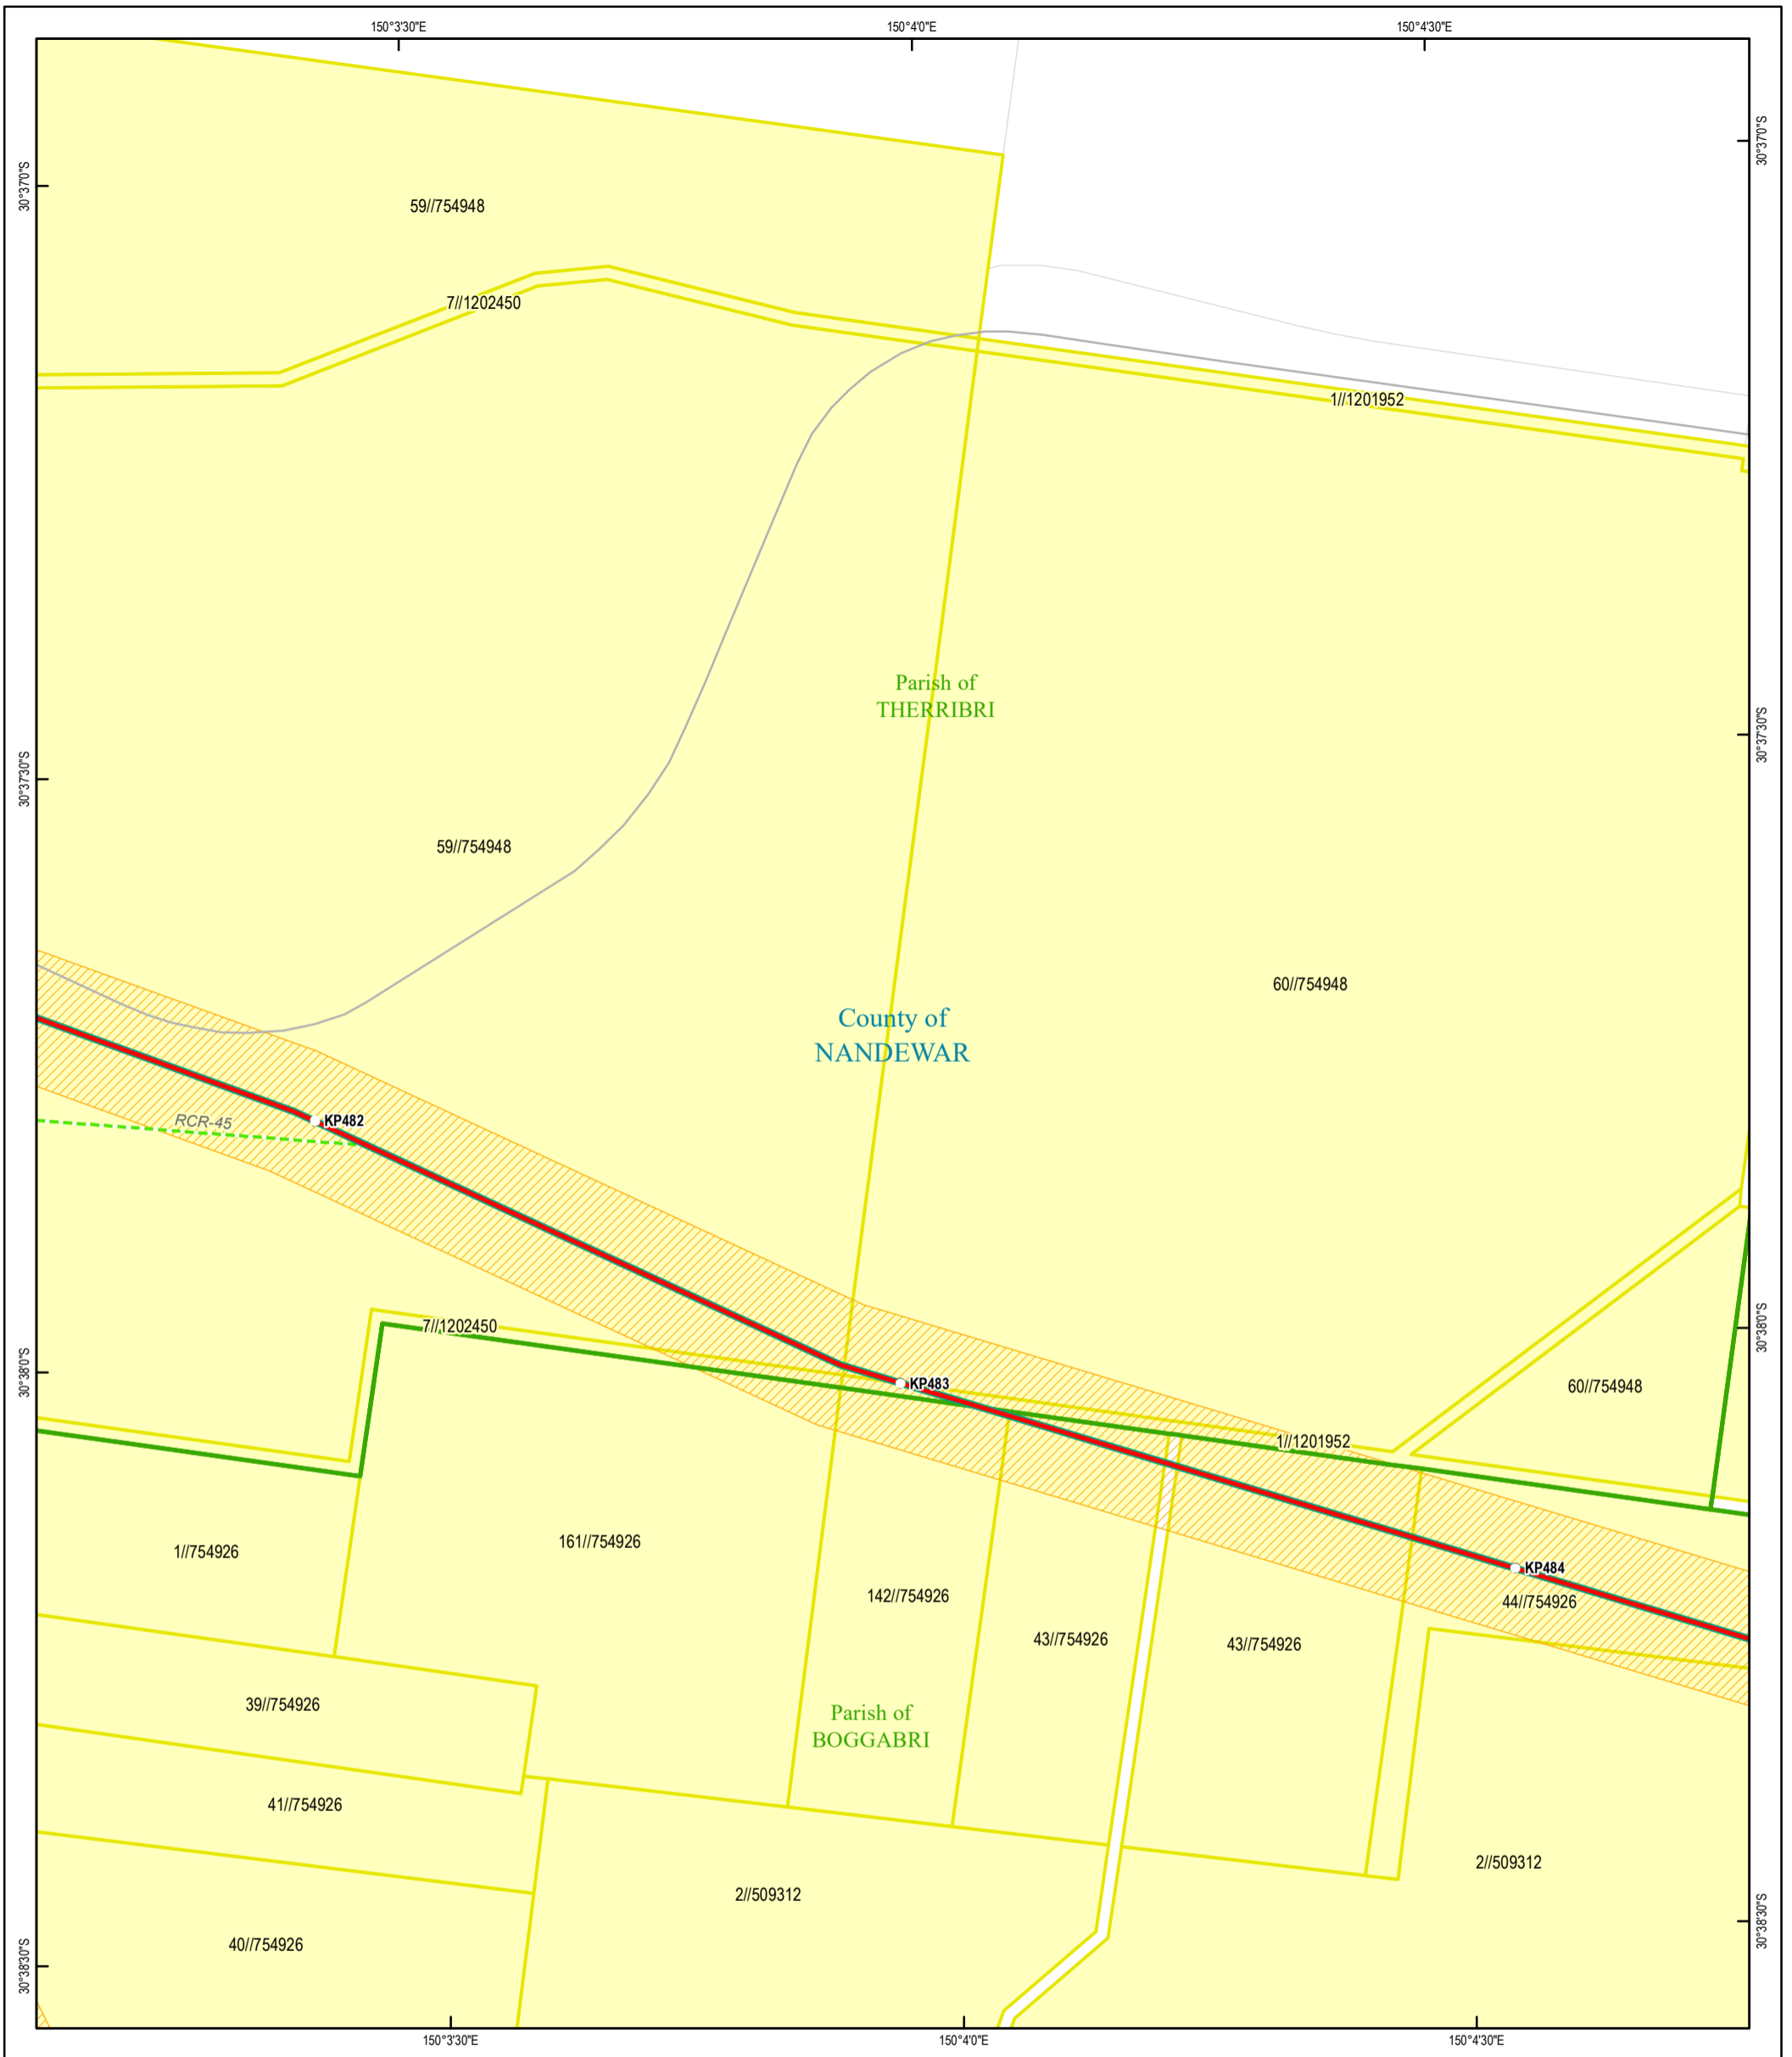 150°3'30"E
150°4'0"E
150°4'30"E
30°37'0"S
30°37'0"S
59//754948
7//1202450
1//1201952
Parish of
THERRIBRI
30°37'30"S
30°37'30"S
59//754948
60//754948
County of
NANDEWAR
RCR-45
KP482
7//1202450
30°38'0"S
30°38'0"S
KP483
60//754948
1//1201952
1//754926
161//754926
KP484
142//754926
44//754926
43//754926
43//754926
39//754926
Parish of
BOGGABRI
41//754926
2//509312
2//509312
40//754926
30°38'30"S
30°38'30"S
150°3'30"E
150°4'0"E
150°4'30"E